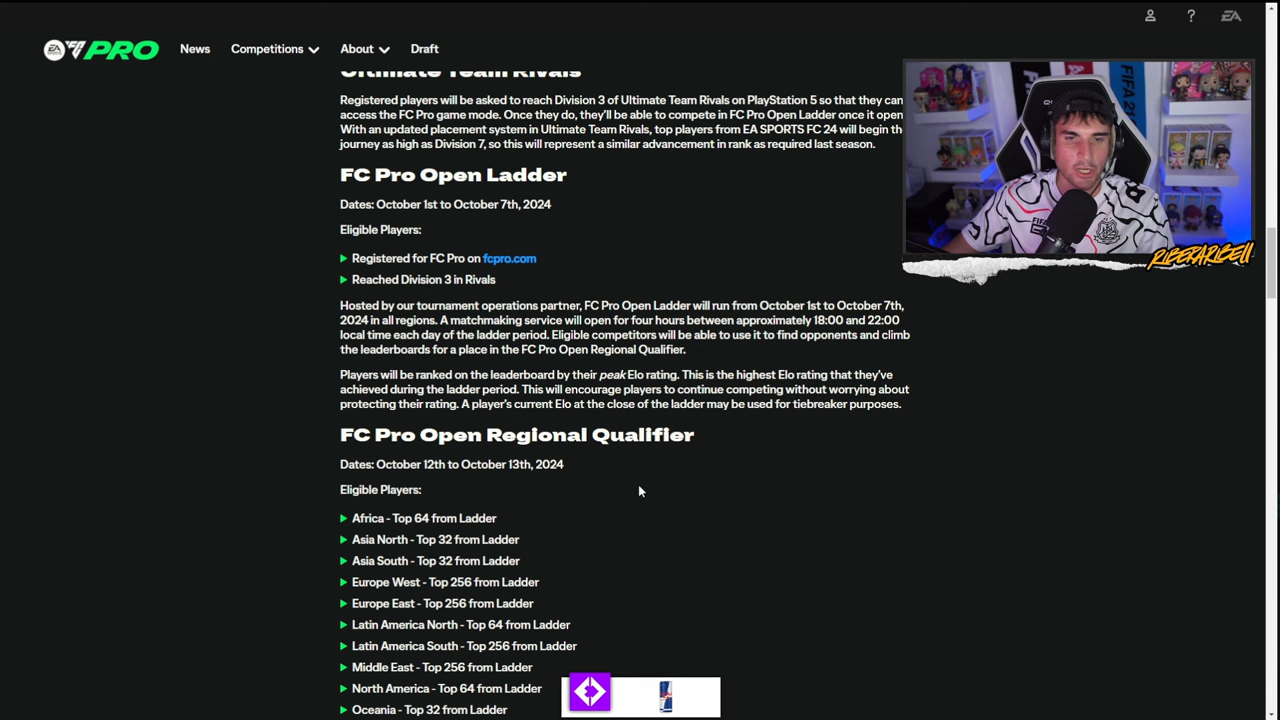 PRO
News
Competitions
About
Draft
?
EA
Ultimate Team Rivals
Registered players will be asked to reach Division 3 of Ultimate Team Rivals on PlayStation 5 so that they can
access the FC Pro game mode. Once they do, they'll be able to compete in FC Pro Open Ladder once it open
With an updated placement system in Ultimate Team Rivals, top players from EA SPORTS FC 24 will begin th
journey as high as Division 7, so this will represent a similar advancement in rank as required last season.
FC Pro Open Ladder
Dates: October 1st to October 7th, 2024
Eligible Players:
Registered for FC Pro on fcpro.com
Reached Division 3 in Rivals
Hosted by our tournament operations partner, FC Pro Open Ladder will run from October 1st to October 7th,
2024 in all regions. A matchmaking service will open for four hours between approximately 18:00 and 22:00
local time each day of the ladder period. Eligible competitors will be able to use it to find opponents and climb
the leaderboards for a place in the FC Pro Open Regional Qualifier.
Players will be ranked on the leaderboard by their peak Elo rating. This is the highest Elo rating that they've
achieved during the ladder period. This will encourage players to continue competing without worrying about
protecting their rating. A player's current Elo at the close of the ladder may be used for tiebreaker purposes.
FC Pro Open Regional Qualifier
Dates: October 12th to October 13th, 2024
Eligible Players:
Africa - Top 64 from Ladder
Asia North - Top 32 from Ladder
Asia South - Top 32 from Ladder
Europe West - Top 256 from Ladder
Europe East - Top 256 from Ladder
Latin America North - Top 64 from Ladder
Latin America South - Top 256 from Ladder
Middle East - Top 256 from Ladder
North America - Top 64 from Ladder
Oceania - Top 32 from Ladder
RIBERARIBELL